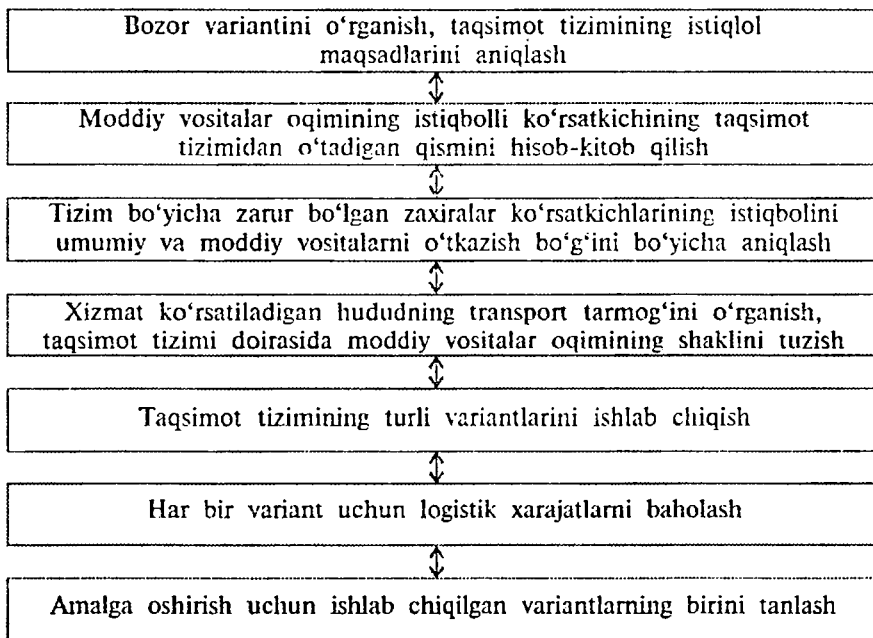 Bozor variantini o‘rganish, taqsimot tizimining istiqlol
maqsadlarini aniqlash
Moddiy vositalar oqimining istiqbolli ko‘rsatkichining taqsimot
tizimidan o‘tadigan qismini hisob-kitob qilish
Tizim bo‘yicha zarur bo‘lgan zaxiralar ko‘rsatkichlarining istiqbolini
umumiy va moddiy vositalarni o‘tkazish bo‘g‘ini bo‘yicha aniqlash
Xizmat ko‘rsatiladigan hududning transport tarmog‘ini o‘rganish,
taqsimot tizimi doirasida moddiy vositalar oqimining shaklini tuzish
Taqsimot tizimining turli variantlarini ishlab chiqish
Har bir variant uchun logistik xarajatlarni baholash
Amalga oshirish uchun ishlab chiqilgan variantlarning birini tanlash